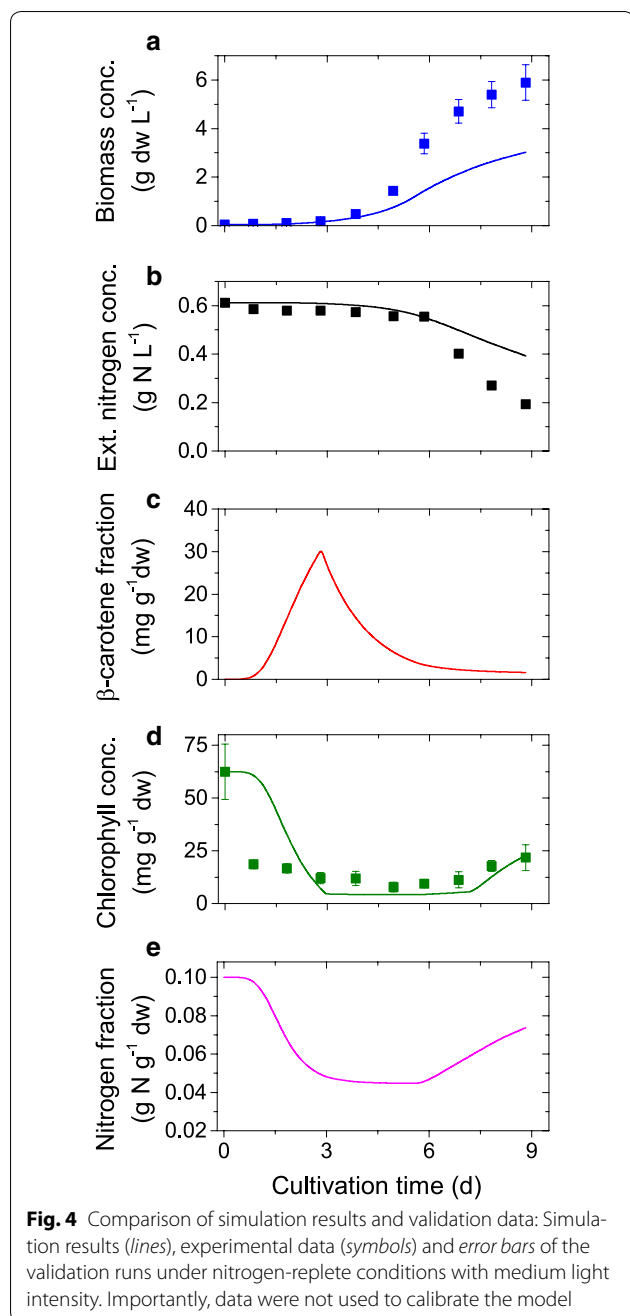 a
Biomass conc.
(g dw L⁻¹)
6
4
2
0
b
Ext. nitrogen conc.
(g N L⁻¹)
0.6
0.4
0.2
0.0
c
β-carotene fraction
(mg g⁻¹dw)
40
30
20
10
0
d
Chlorophyll conc.
(mg g⁻¹ dw)
75
50
25
0
e
Nitrogen fraction
(g N g⁻¹ dw)
0.10
0.08
0.06
0.04
0.02
0 3 6 9
Cultivation time (d)
Fig. 4 Comparison of simulation results and validation data: Simula-
tion results (lines), experimental data (symbols) and error bars of the
validation runs under nitrogen-replete conditions with medium light
intensity. Importantly, data were not used to calibrate the model